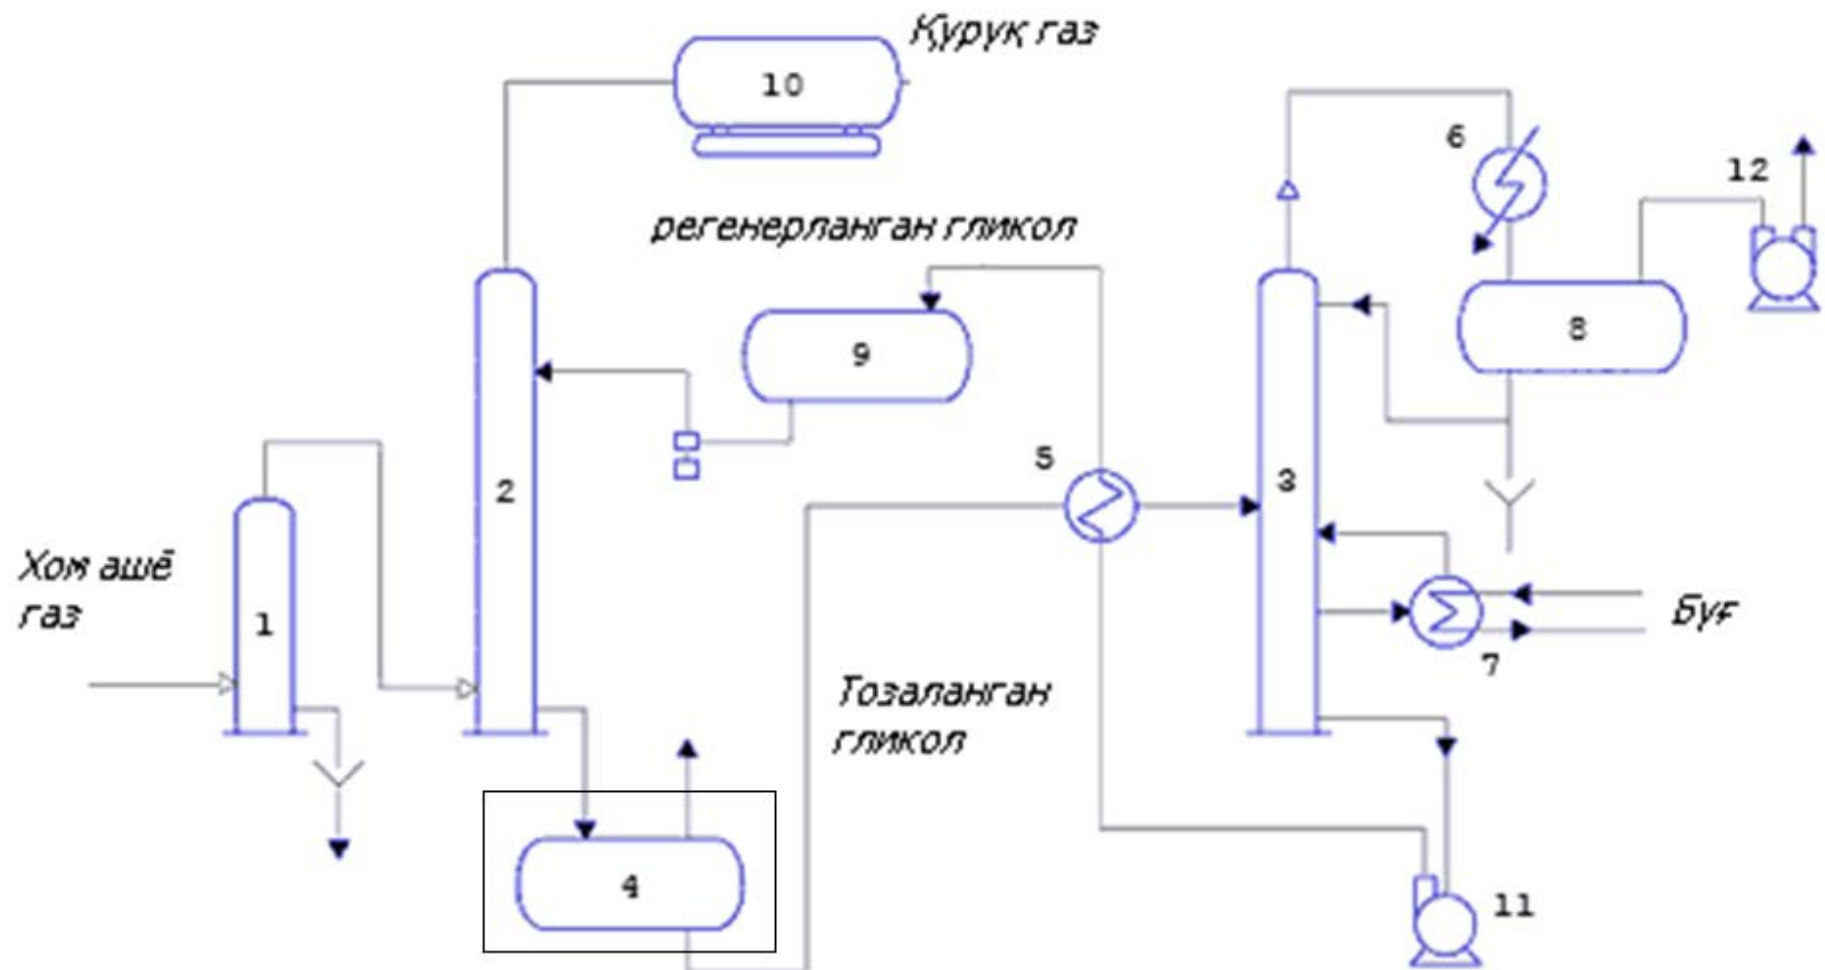 Қуруқ газ
10
6
12
регенерланган гликол
8
9
5
3
2
Хом ашё
газ
1
Буғ
7
Тозаланган
гликол
4
11